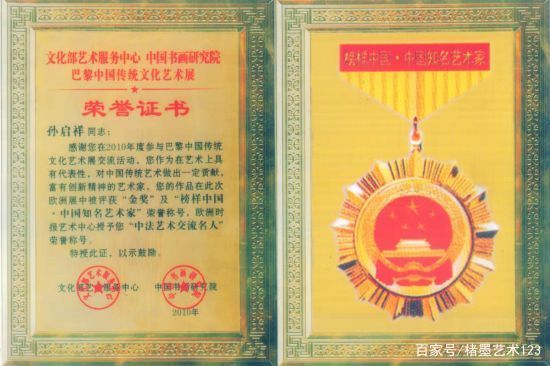 文化部艺术服务中心 中国书画研究院
巴黎中国传统文化艺术展
荣誉证书
孙启祥同志：
感谢您在2010年度参与巴黎中国传统
文化艺术展交流活动，您作为在艺术上具
有代表性，对中国传统艺术做出一定贡献，
富有创新精神的艺术家，您的作品在此次
欧洲展中被评获“金奖”及“榜样中国·
中国知名艺术家”荣誉称号，欧洲时
报艺术中心授予您“中法艺术交流名人”
荣誉称号。
特授此证，以示鼓励。
文化部艺术服务中心 中国书画研究院
2010年
榜样中国·中国知名艺术家
百家号/楮墨艺术123